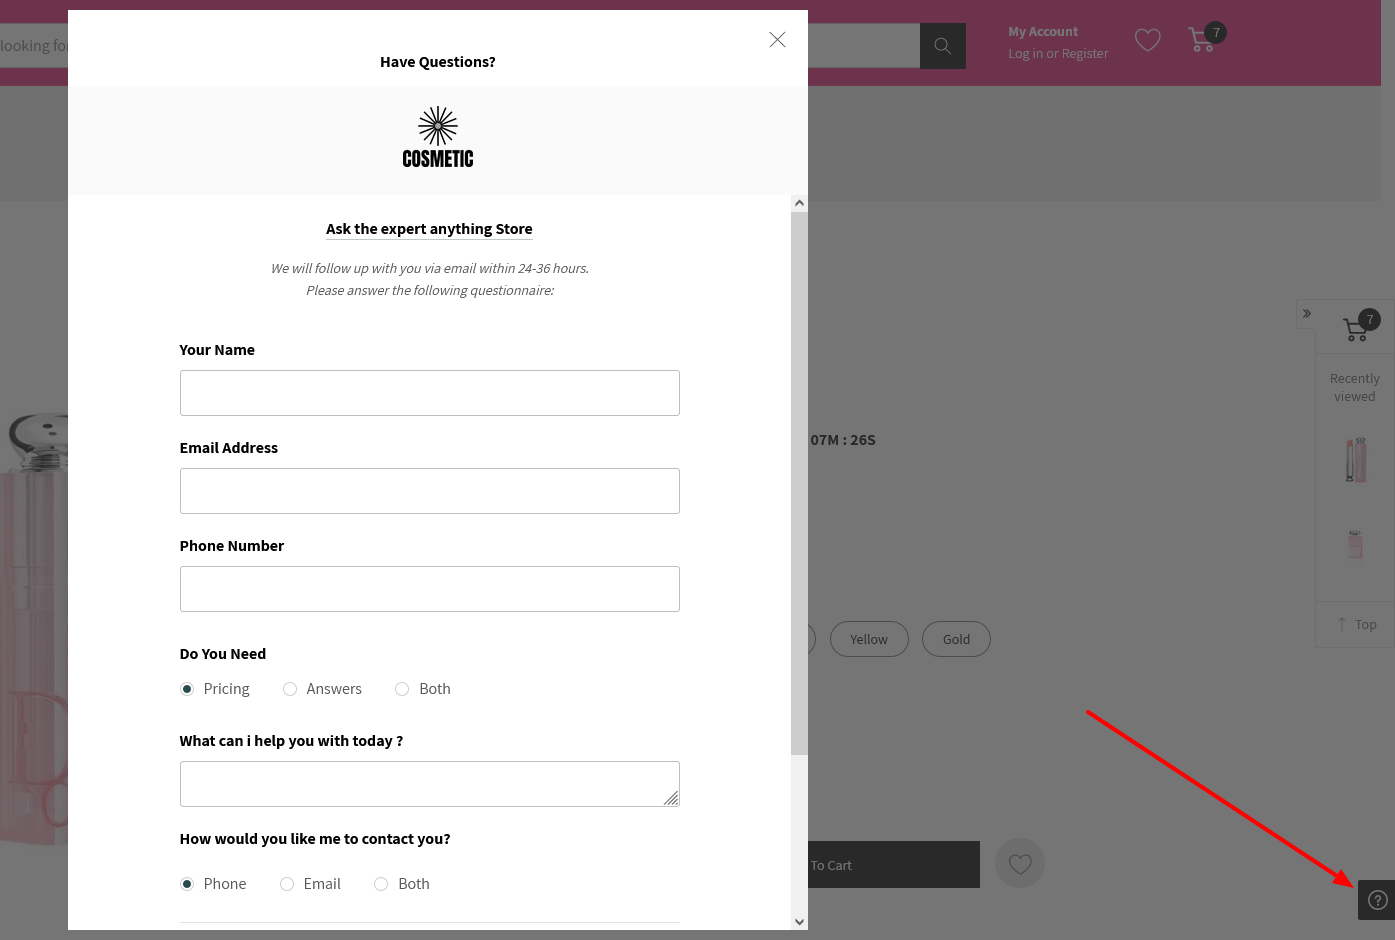 looking for
My Account
Log in or Register
7
Have Questions?
COSMETIC
Ask the expert anything Store
We will follow up with you via email within 24-36 hours.
Please answer the following questionnaire:
Your Name
Email Address
Phone Number
Do You Need
Pricing Answers Both
What can i help you with today ?
How would you like me to contact you?
Phone Email Both
07M : 26S
Yellow Gold
To Cart
7
Recently
viewed
Top
?